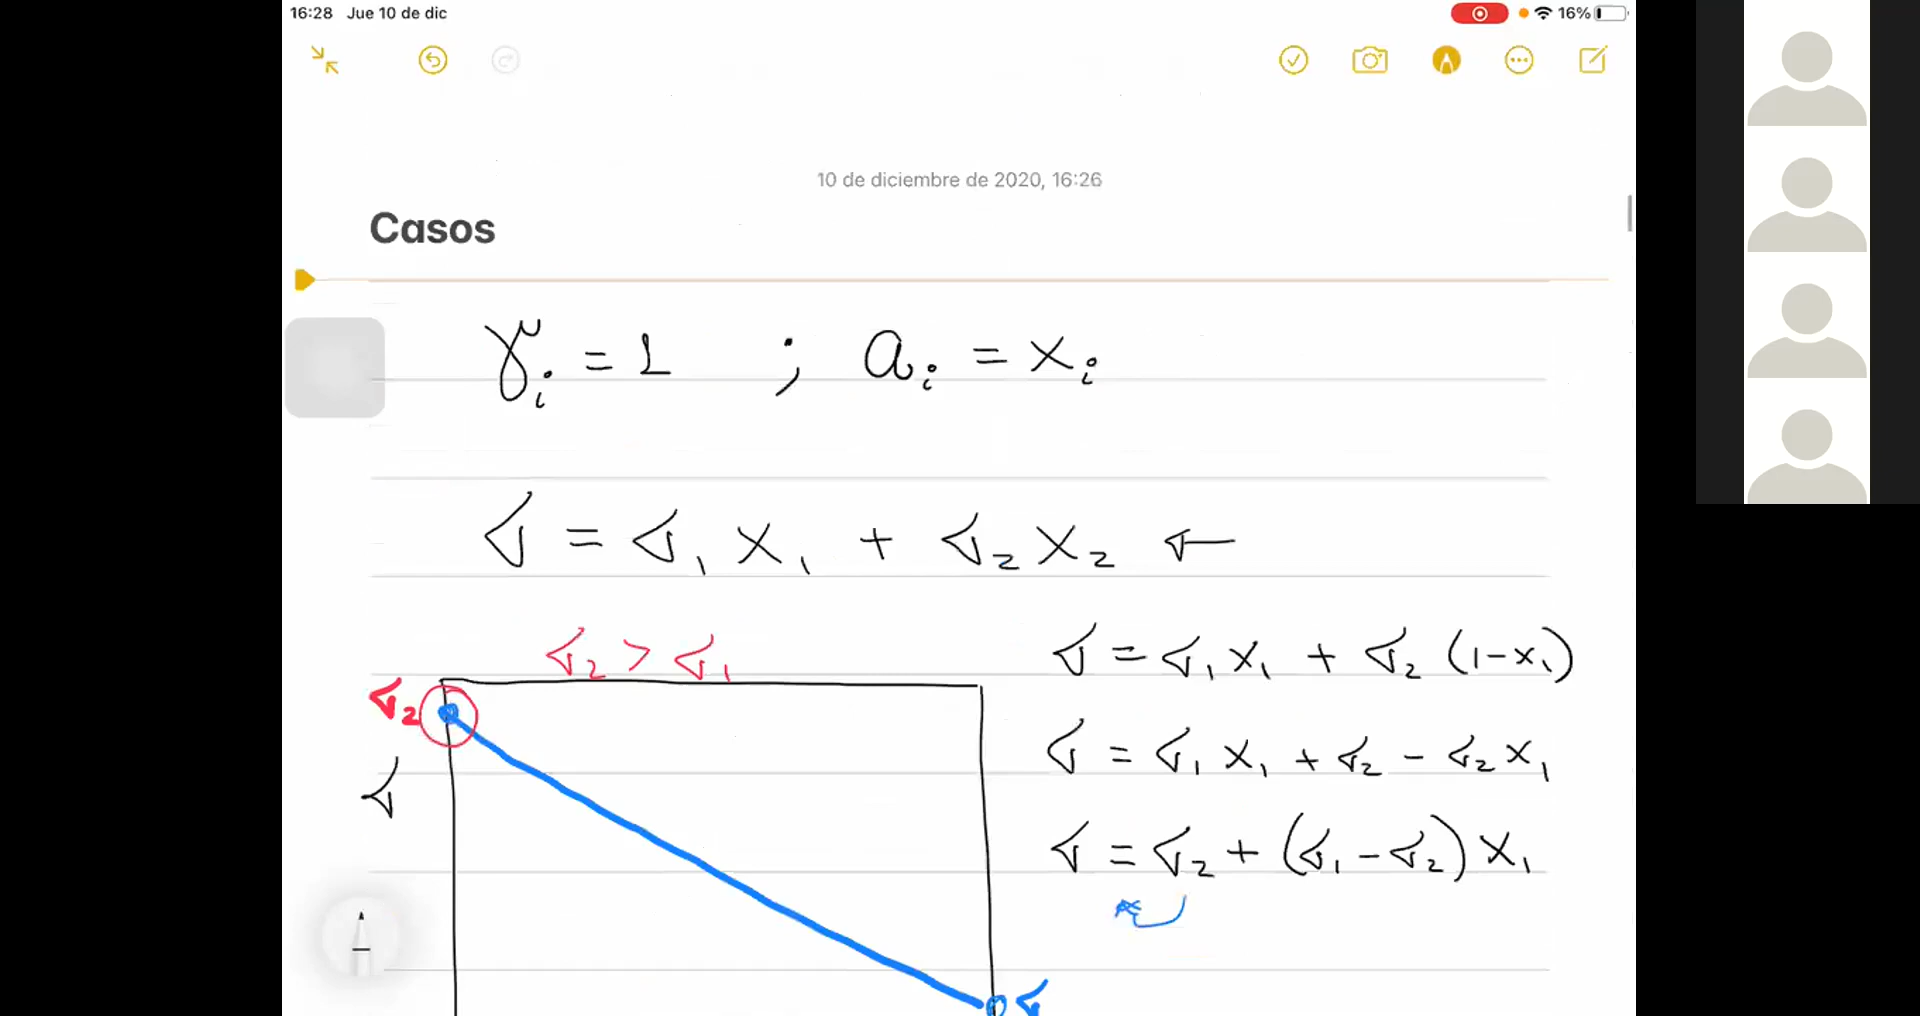 16:28 Jue 10 de dic 16%
10 de diciembre de 2020, 16:26
Casos
γᵢ = 1 ; aᵢ = xᵢ
σ = σ₁ x₁ + σ₂ x₂ ←
σ₂ > σ₁
σ₂
σ
σ
σ = σ₁ x₁ + σ₂ (1-x₁)
σ = σ₁ x₁ + σ₂ - σ₂ x₁
σ = σ₂ + (σ₁ - σ₂) x₁